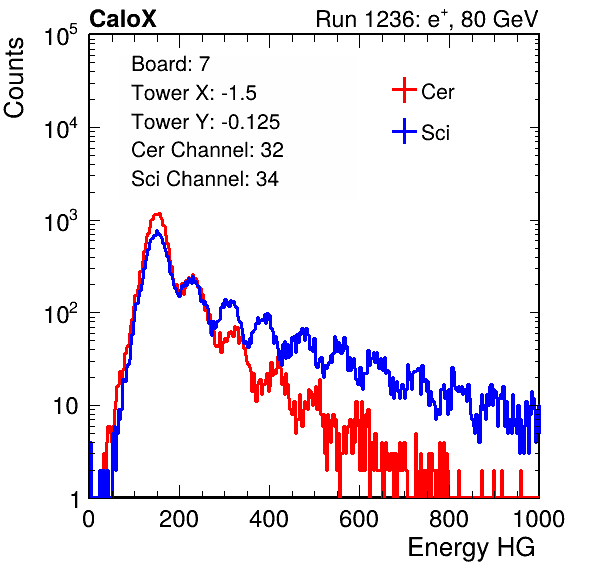 CaloX Run 1236: e⁺, 80 GeV
Counts
Board: 7
Tower X: -1.5
Tower Y: -0.125
Cer Channel: 32
Sci Channel: 34
Cer
Sci
10⁵
10⁴
10³
10²
10
1
0 200 400 600 800 1000
Energy HG